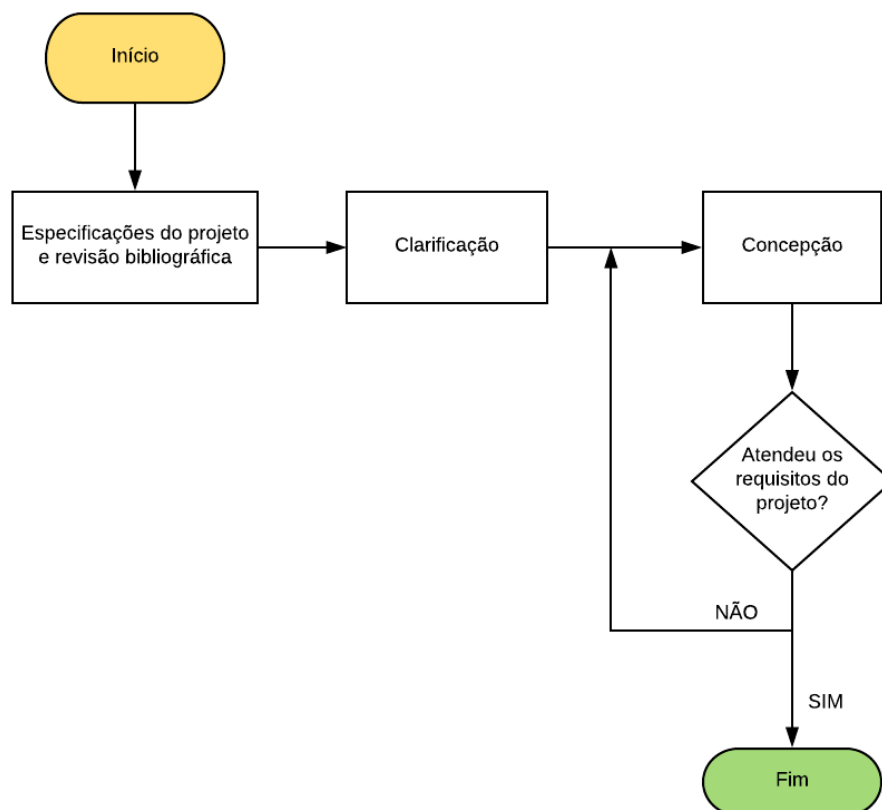 Início
Especificações do projeto
e revisão bibliográfica
Clarificação
Concepção
Atendeu os
requisitos do
projeto?
NÃO
SIM
Fim